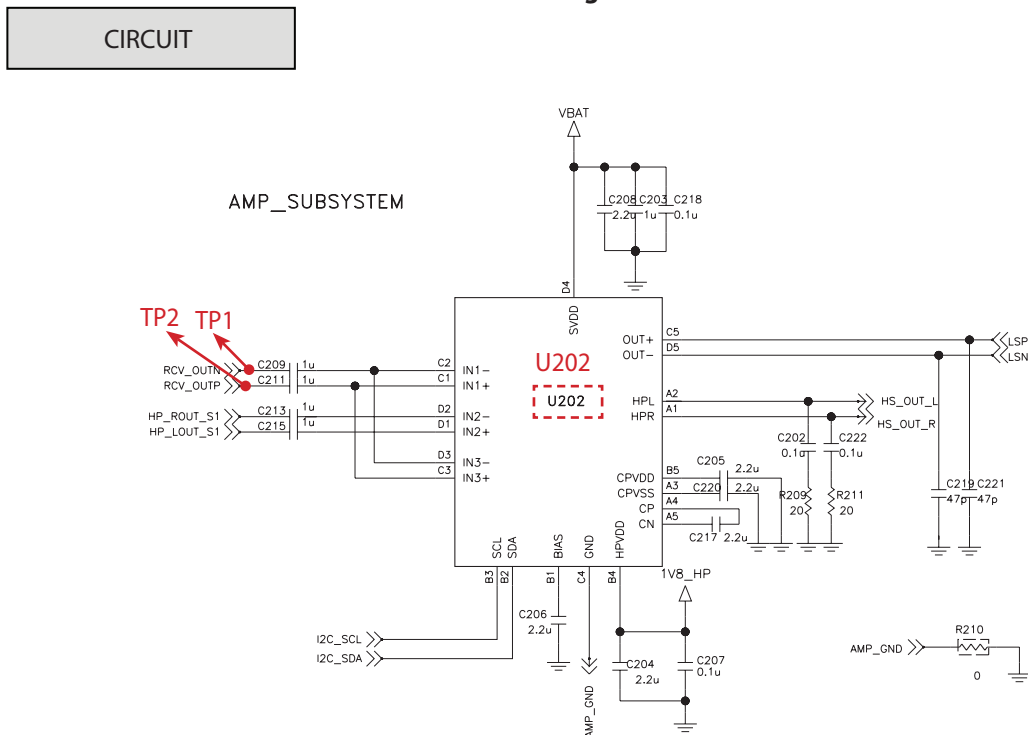 CIRCUIT
VBAT
AMP_SUBSYSTEM
C208 C203 C218
2.2u 1u 0.1u
D4
SVDD
TP2 TP1
U202
U202
RCV_OUTN C209 1u C2 IN1-
RCV_OUTP C211 1u C1 IN1+
HP_ROUT_S1 C213 1u D2 IN2-
HP_LOUT_S1 C215 1u D1 IN2+
D3 IN3-
C3 IN3+
OUT+ C5 LSP
OUT- D5 LSN
HPL A2 HS_OUT_L
HPR A1 HS_OUT_R
C202 C222
0.1u 0.1u
R209 R211
20 20
C219 C221
47p 47p
CPVDD B5 C205 2.2u
CPVSS A3 C220 2.2u
CP A4
CN A5
C217 2.2u
SCL SDA BIAS GND HPVDD
B3 B2 B1 C4 B4
1V8_HP
C206
2.2u
I2C_SCL
I2C_SDA
C204 C207
2.2u 0.1u
AMP_GND
AMP_GND R210
0